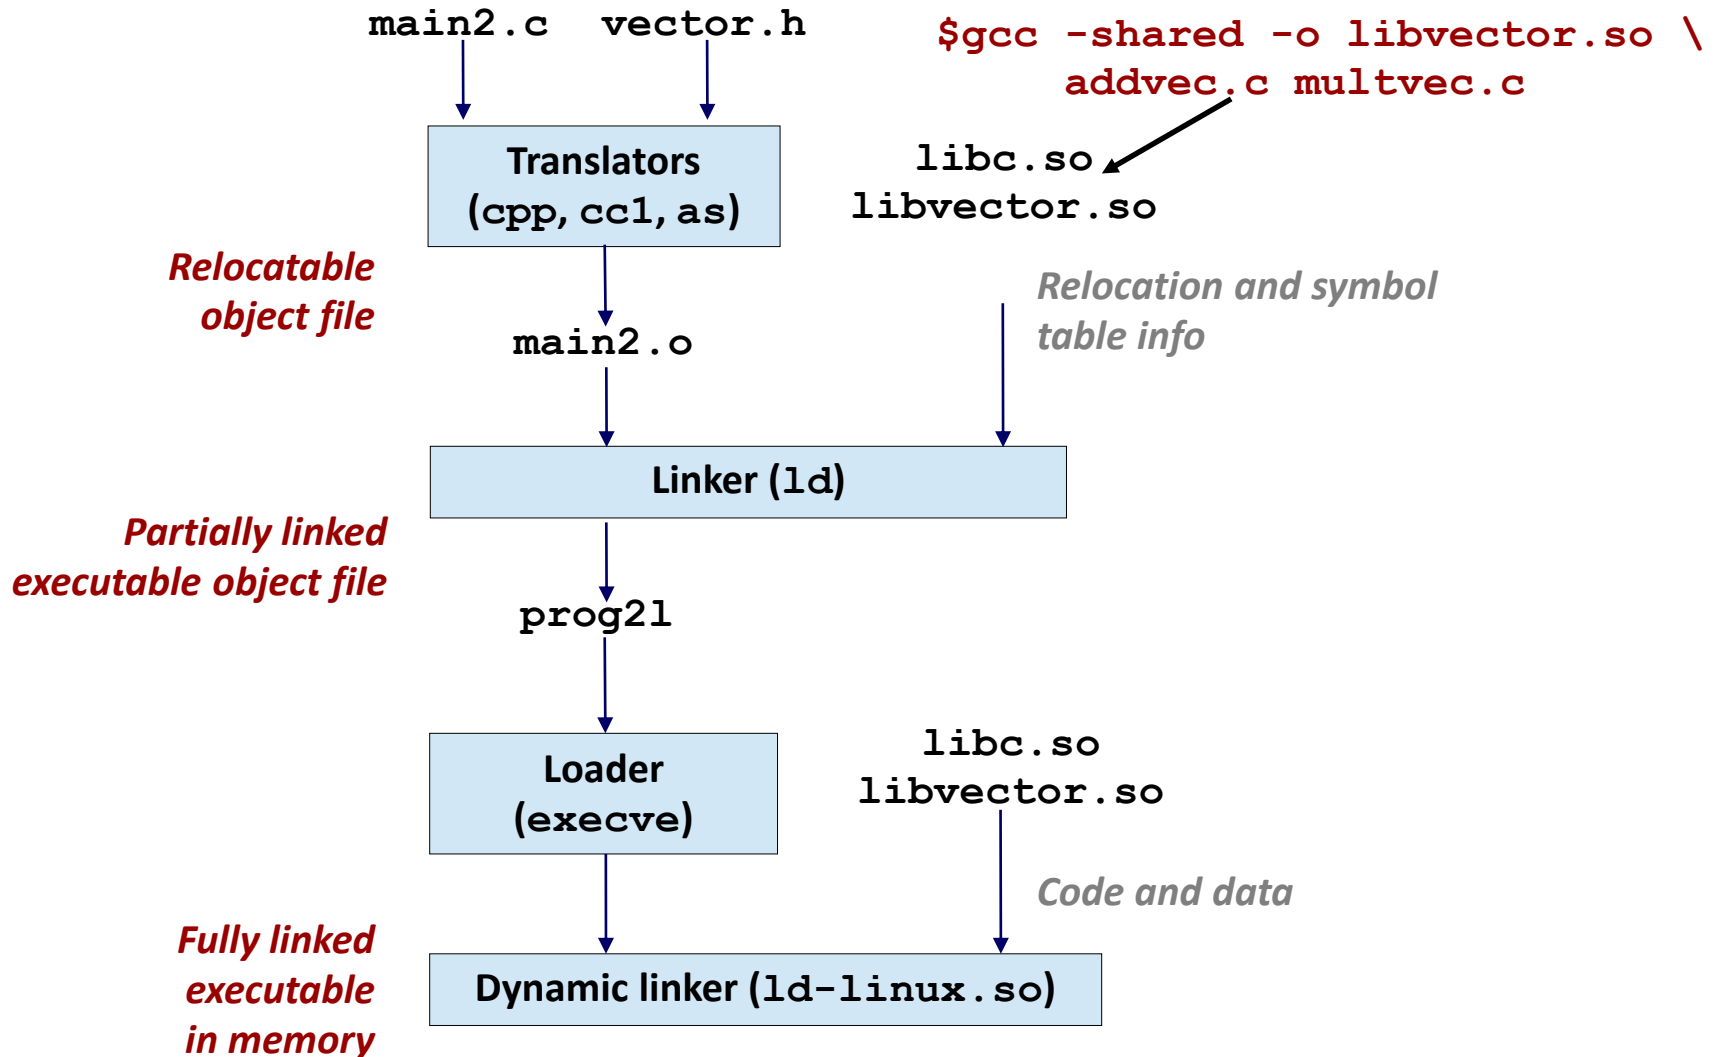 main2.c vector.h
$gcc -shared -o libvector.so \
addvec.c multvec.c
Translators
(cpp, cc1, as)
libc.so
libvector.so
Relocatable
object file
Relocation and symbol
table info
main2.o
Linker (ld)
Partially linked
executable object file
prog2l
Loader
(execve)
libc.so
libvector.so
Code and data
Fully linked
executable
in memory
Dynamic linker (ld-linux.so)